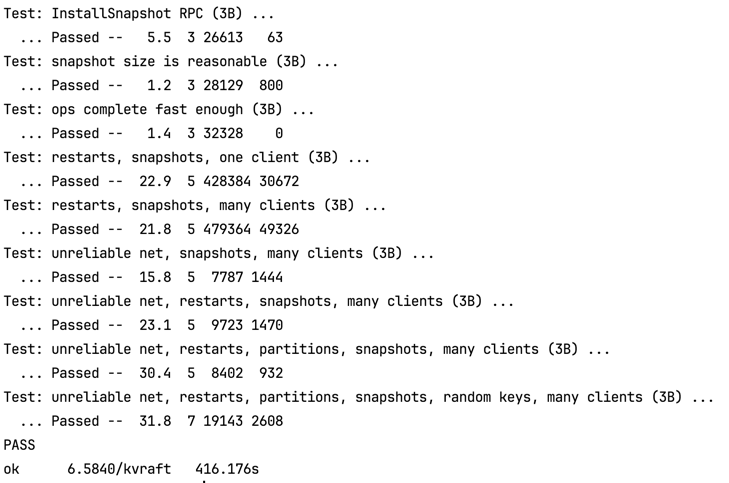 Test: InstallSnapshot RPC (3B) ...
  ... Passed --   5.5  3 26613   63
Test: snapshot size is reasonable (3B) ...
  ... Passed --   1.2  3 28129  800
Test: ops complete fast enough (3B) ...
  ... Passed --   1.4  3 32328    0
Test: restarts, snapshots, one client (3B) ...
  ... Passed --  22.9  5 428384 30672
Test: restarts, snapshots, many clients (3B) ...
  ... Passed --  21.8  5 479364 49326
Test: unreliable net, snapshots, many clients (3B) ...
  ... Passed --  15.8  5  7787 1444
Test: unreliable net, restarts, snapshots, many clients (3B) ...
  ... Passed --  23.1  5  9723 1470
Test: unreliable net, restarts, partitions, snapshots, many clients (3B) ...
  ... Passed --  30.4  5  8402  932
Test: unreliable net, restarts, partitions, snapshots, random keys, many clients (3B) ...
  ... Passed --  31.8  7 19143 2608
PASS
ok      6.5840/kvraft   416.176s